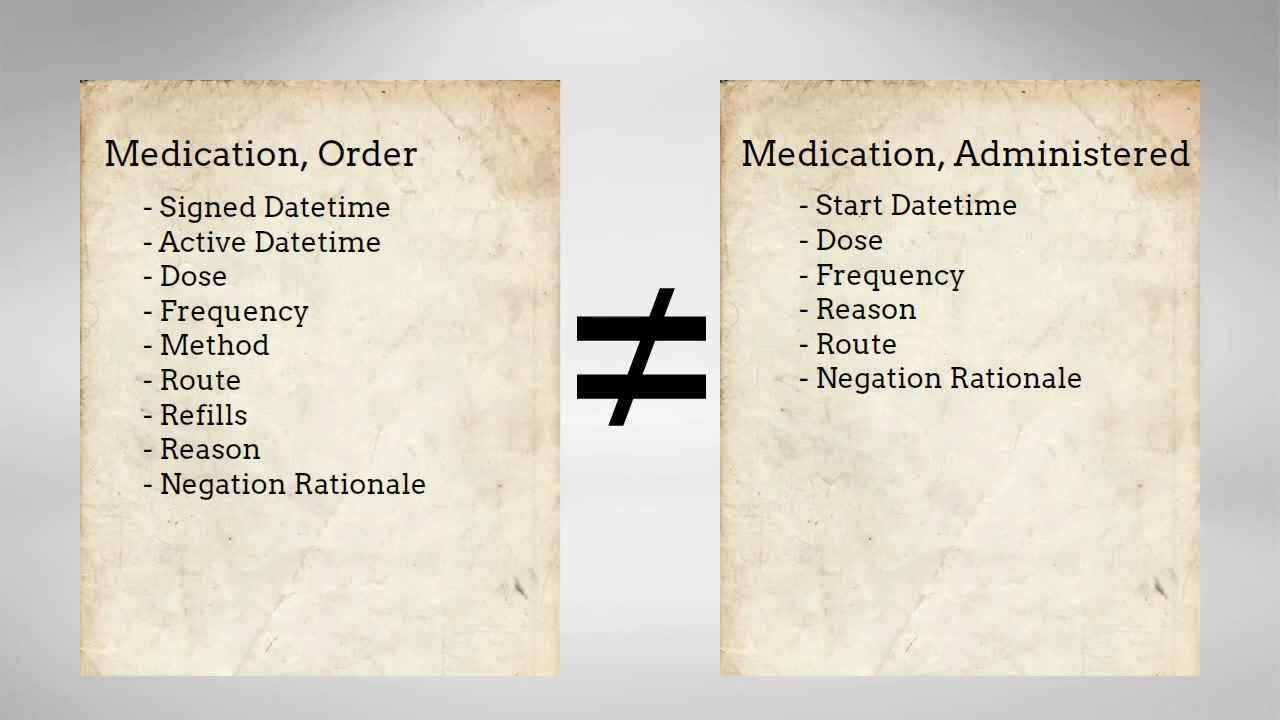 Medication, Order
- Signed Datetime
- Active Datetime
- Dose
- Frequency
- Method
- Route
- Refills
- Reason
- Negation Rationale
≠
Medication, Administered
- Start Datetime
- Dose
- Frequency
- Reason
- Route
- Negation Rationale